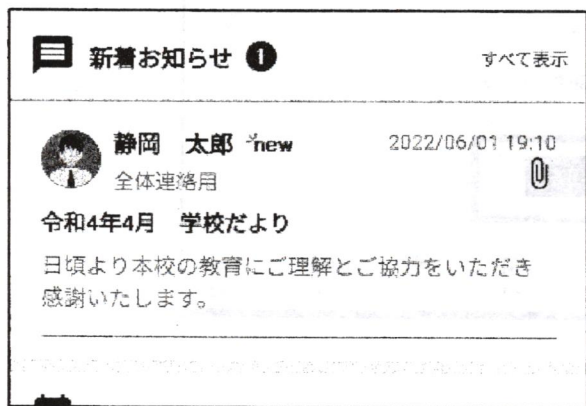 新着お知らせ 1 すべて表示
静岡 太郎 new 2022/06/01 19:10
全体連絡用
令和4年4月 学校だより
日頃より本校の教育にご理解とご協力をいただき
感謝いたします。